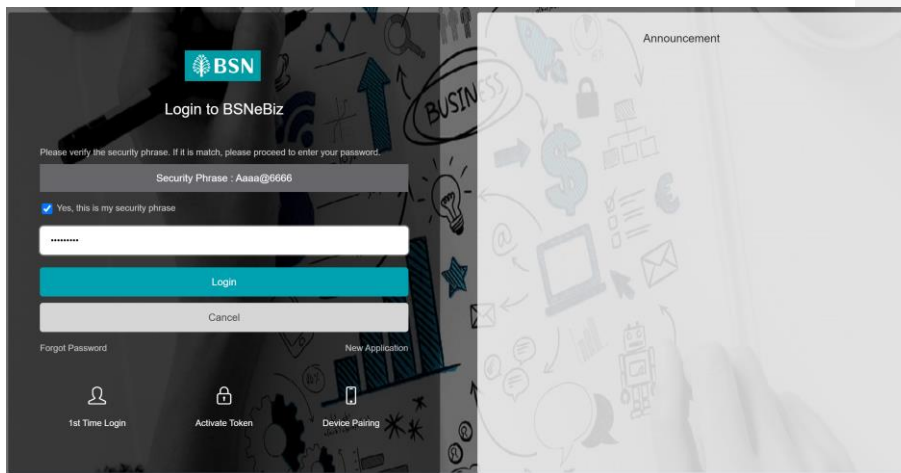 BSN
Login to BSNeBiz
Please verify the security phrase. If it is match, please proceed to enter your password.
Security Phrase : Aaaa@6666
Yes, this is my security phrase
Login
Cancel
Forgot Password
New Application
1st Time Login
Activate Token
Device Pairing
BUSINESS
Announcement